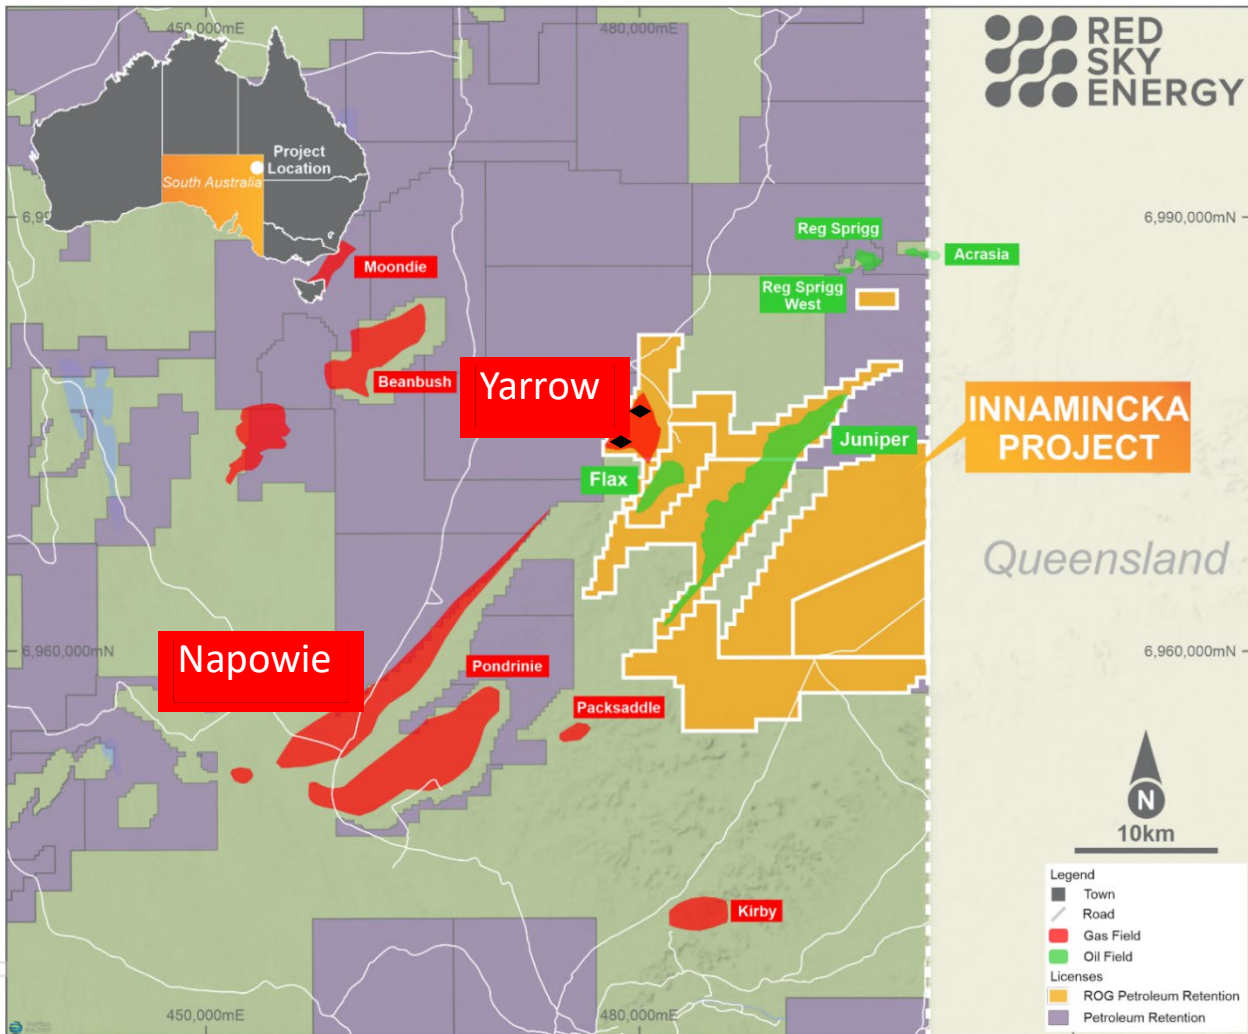 450,000mE
480,000mE
RED
SKY
ENERGY
Project
Location
South Australia
6,99
6,990,000mN
Reg Sprigg
Acrasia
Moondie
Reg Sprigg
West
Beanbush
Yarrow
INNAMINCKA
PROJECT
Juniper
Flax
Queensland
Napowie
6,960,000mN
6,960,000mN
Pondrinie
Packsaddle
N
10km
Kirby
Legend
Town
Road
Gas Field
Oil Field
Licenses
ROG Petroleum Retention
Petroleum Retention
450,000mE
480,000mE